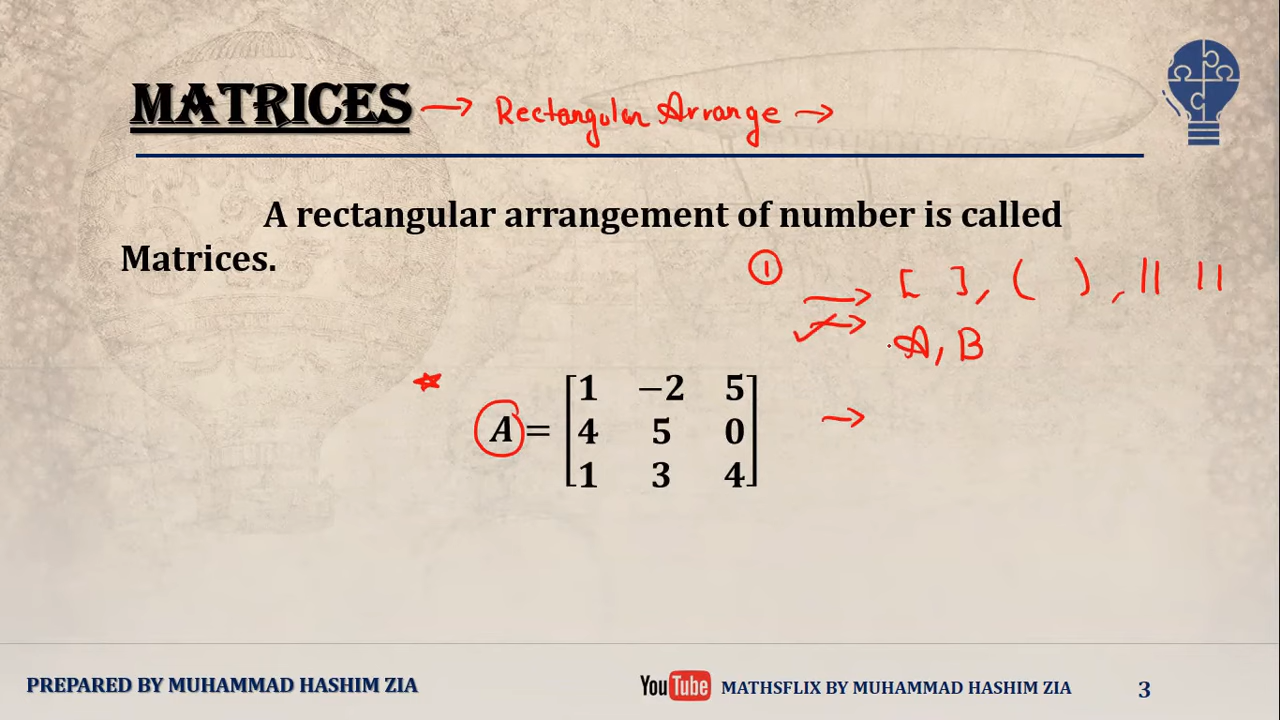 MATRICES → Rectangular Arrange →
A rectangular arrangement of number is called
Matrices.
①
→ [ ], ( ), || ||
→ A, B
A = [1 −2 5
4 5 0
1 3 4] →
PREPARED BY MUHAMMAD HASHIM ZIA
YouTube MATHSFLIX BY MUHAMMAD HASHIM ZIA
3